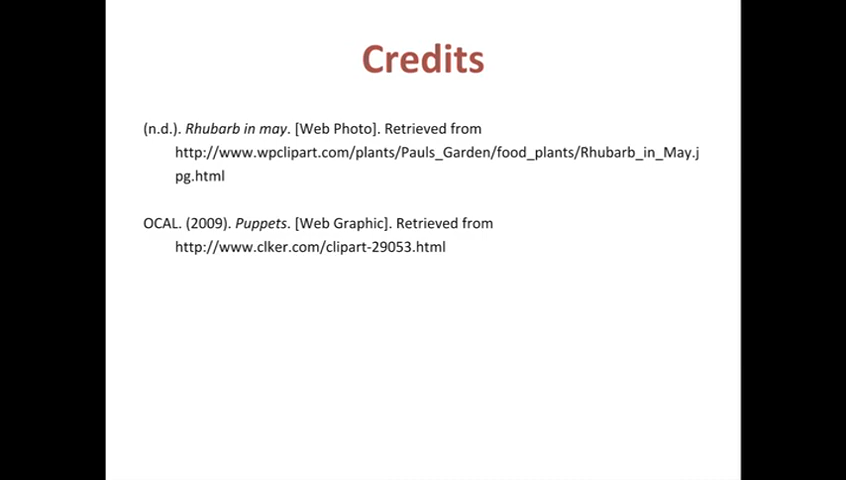 Credits
(n.d.). Rhubarb in may. [Web Photo]. Retrieved from
http://www.wpclipart.com/plants/Pauls_Garden/food_plants/Rhubarb_in_May.j
pg.html
OCAL. (2009). Puppets. [Web Graphic]. Retrieved from
http://www.clker.com/clipart-29053.html